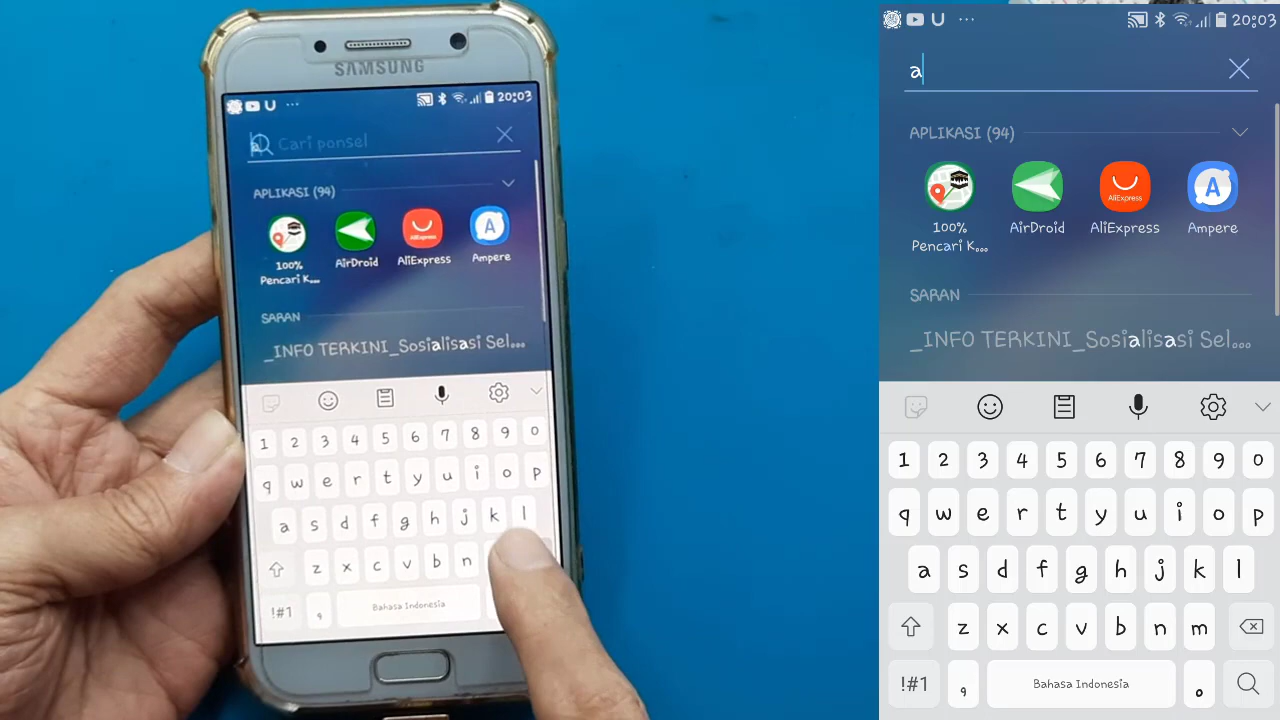 SAMSUNG
20:03
Cari ponsel
APLIKASI (94)
100%
Pencari K...
AirDroid
AliExpress
AliExpress
A
Ampere
SARAN
_INFO TERKINI_Sosialisasi Sel...
1 2 3 4 5 6 7 8 9 0
q w e r t y u i o p
a s d f g h j k l
z x c v b n
!#1 , Bahasa Indonesia
U ... 20:03
a
APLIKASI (94)
100%
Pencari K...
AirDroid
AliExpress
AliExpress
A
Ampere
SARAN
_INFO TERKINI_Sosialisasi Sel...
1 2 3 4 5 6 7 8 9 0
q w e r t y u i o p
a s d f g h j k l
z x c v b n m
!#1 , Bahasa Indonesia .